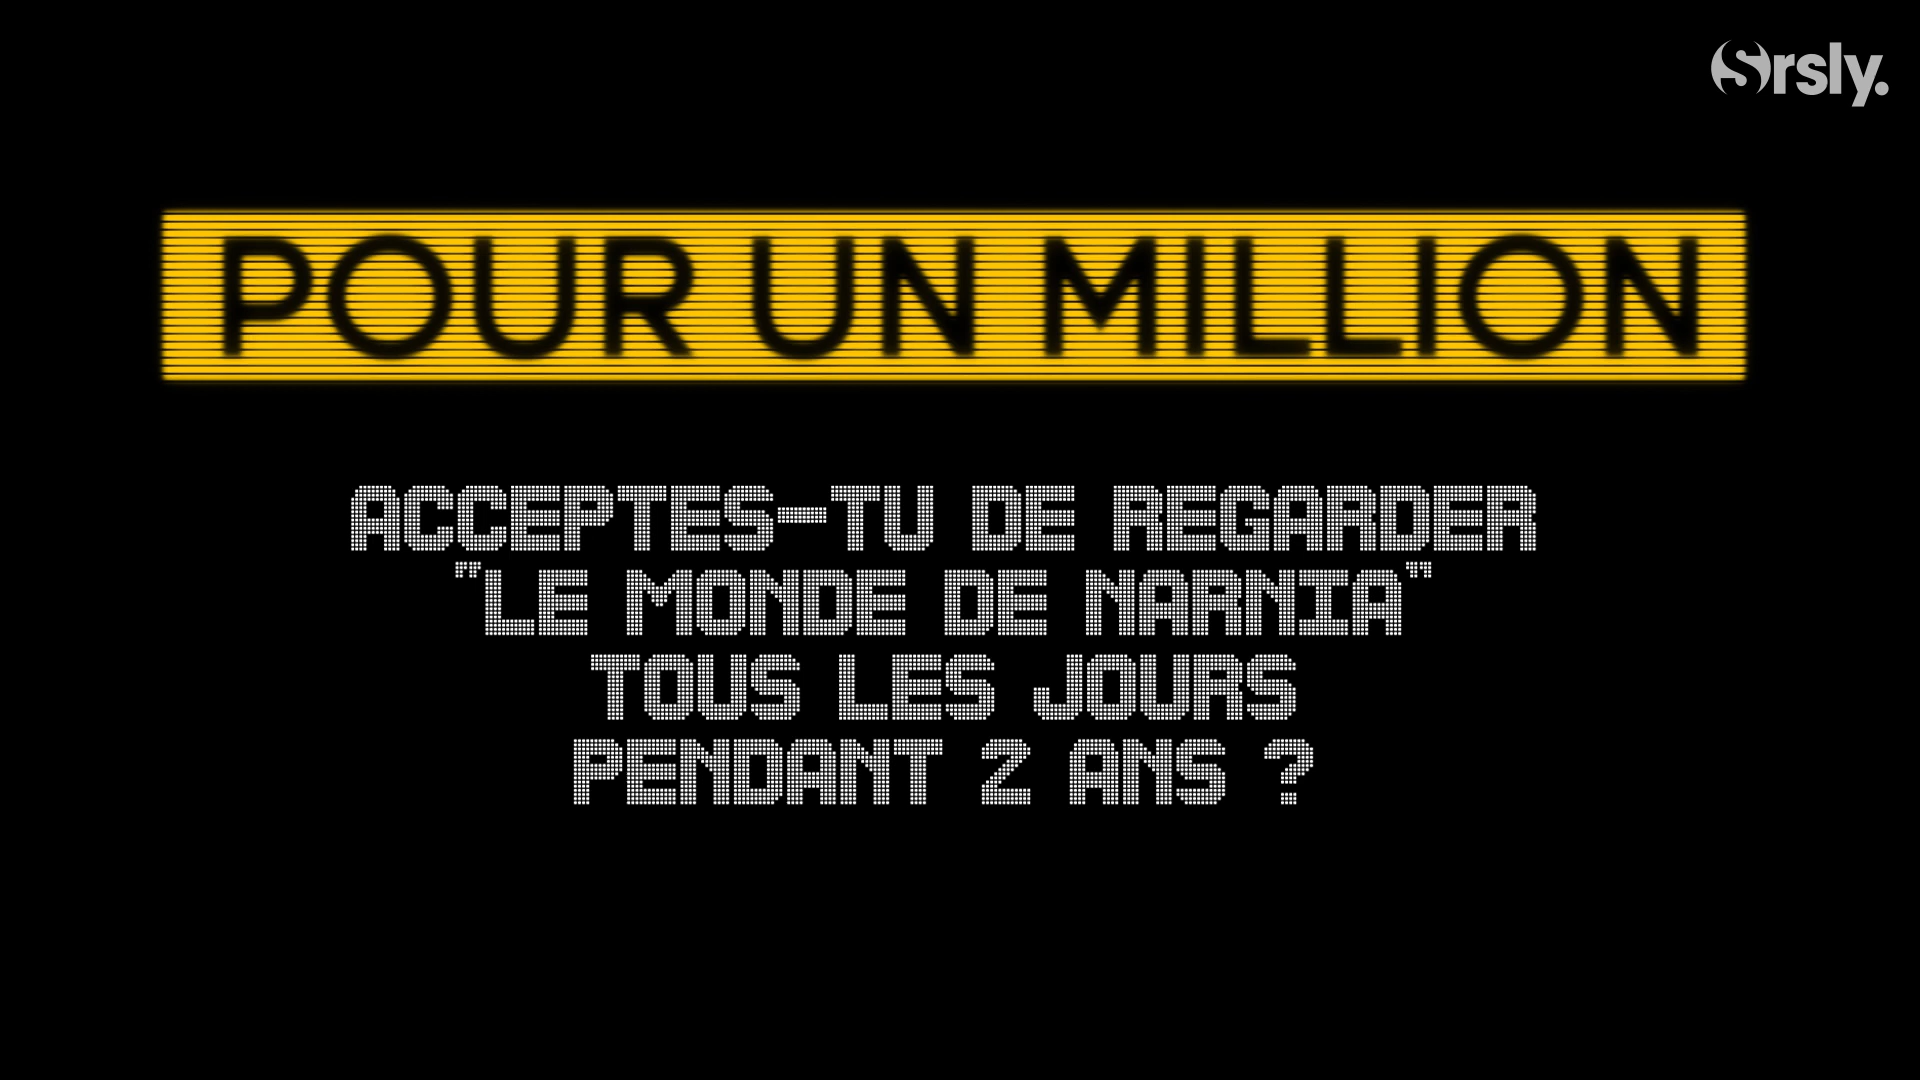 Srsly.
POUR UN MILLION
ACCEPTES-TU DE REGARDER
"LE MONDE DE NARNIA"
TOUS LES JOURS
PENDANT 2 ANS ?